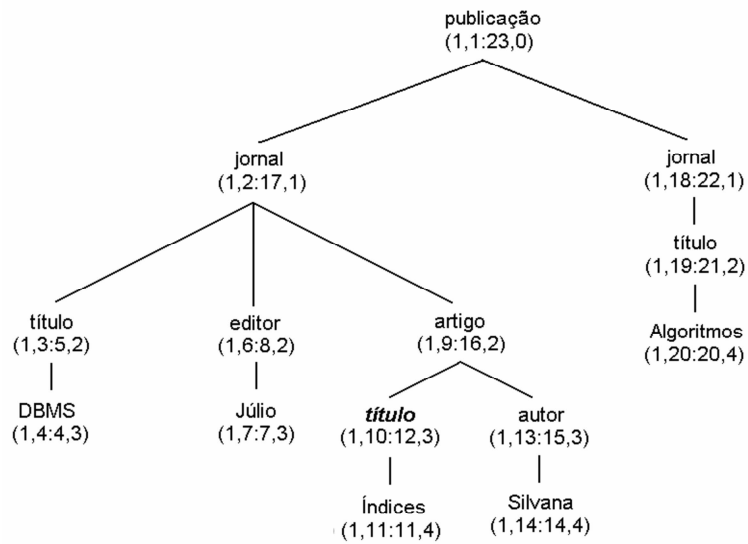 publicação
(1,1:23,0)
jornal
(1,2:17,1)
jornal
(1,18:22,1)
título
(1,19:21,2)
título
(1,3:5,2)
editor
(1,6:8,2)
artigo
(1,9:16,2)
Algoritmos
(1,20:20,4)
DBMS
(1,4:4,3)
Júlio
(1,7:7,3)
título
(1,10:12,3)
autor
(1,13:15,3)
Índices
(1,11:11,4)
Silvana
(1,14:14,4)